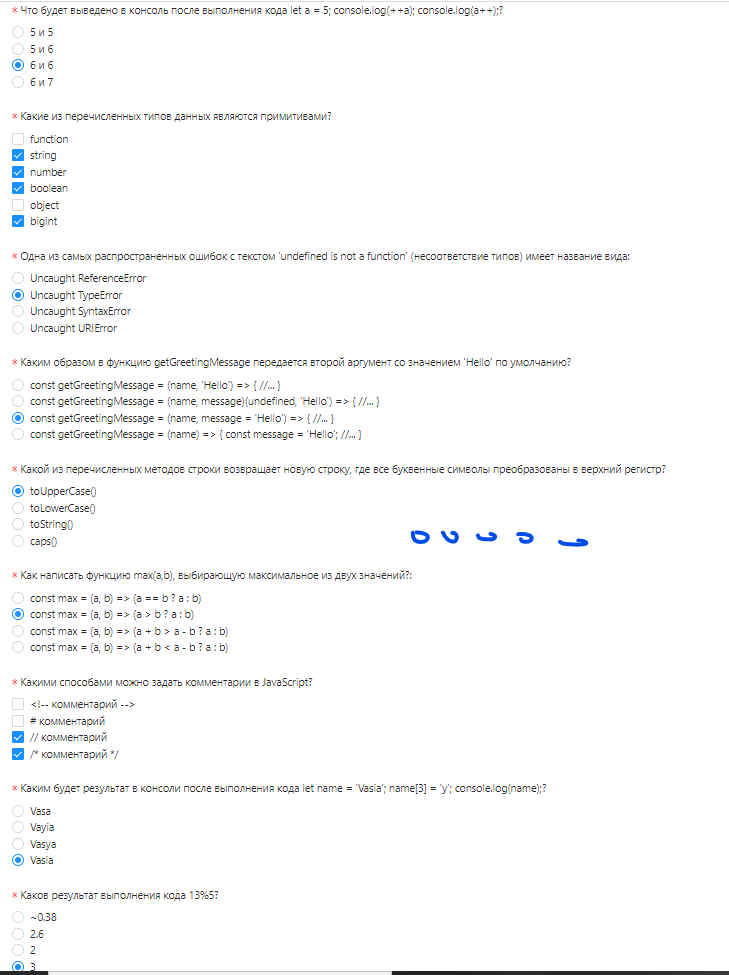 * Что будет выведено в консоль после выполнения кода let a = 5; console.log(++a); console.log(a++);?
5 и 5
5 и 6
6 и 6
6 и 7
* Какие из перечисленных типов данных являются примитивами?
function
string
number
boolean
object
bigint
* Одна из самых распространенных ошибок с текстом 'undefined is not a function' (несоответствие типов) имеет название вида:
Uncaught ReferenceError
Uncaught TypeError
Uncaught SyntaxError
Uncaught URIError
* Каким образом в функцию getGreetingMessage передается второй аргумент со значением 'Hello' по умолчанию?
const getGreetingMessage = (name, 'Hello') => { //... }
const getGreetingMessage = (name, message)(undefined, 'Hello') => { //... }
const getGreetingMessage = (name, message = 'Hello') => { //... }
const getGreetingMessage = (name) => { const message = 'Hello'; //... }
* Какой из перечисленных методов строки возвращает новую строку, где все буквенные символы преобразованы в верхний регистр?
toUpperCase()
toLowerCase()
toString()
caps()
* Как написать функцию max(a,b), выбирающую максимальное из двух значений?:
const max = (a, b) => (a == b ? a : b)
const max = (a, b) => (a > b ? a : b)
const max = (a, b) => (a + b > a - b ? a : b)
const max = (a, b) => (a + b < a - b ? a : b)
* Какими способами можно задать комментарии в JavaScript?
<!-- комментарий -->
# комментарий
// комментарий
/* комментарий */
* Каким будет результат в консоли после выполнения кода let name = 'Vasia'; name[3] = 'y'; console.log(name);?
Vasa
Vayia
Vasya
Vasia
* Каков результат выполнения кода 13%5?
~0.38
2.6
2
3